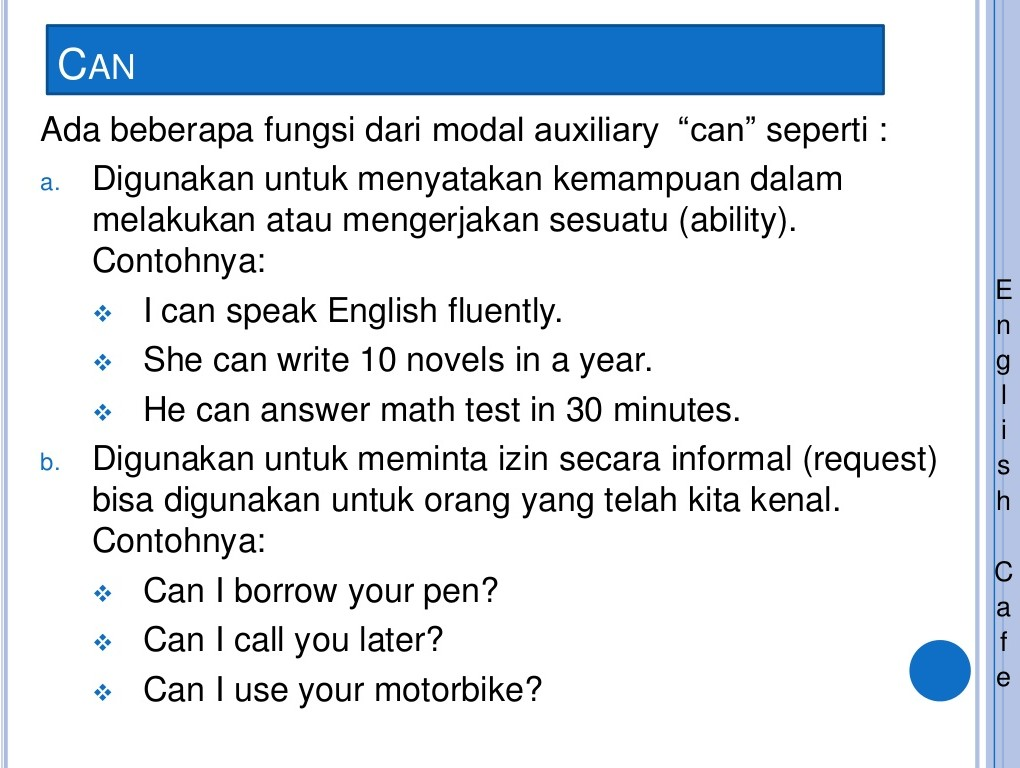 CAN
Ada beberapa fungsi dari modal auxiliary “can” seperti :
a. Digunakan untuk menyatakan kemampuan dalam
melakukan atau mengerjakan sesuatu (ability).
Contohnya:
❖ I can speak English fluently.
❖ She can write 10 novels in a year.
❖ He can answer math test in 30 minutes.
b. Digunakan untuk meminta izin secara informal (request)
bisa digunakan untuk orang yang telah kita kenal.
Contohnya:
❖ Can I borrow your pen?
❖ Can I call you later?
❖ Can I use your motorbike?
English Cafe